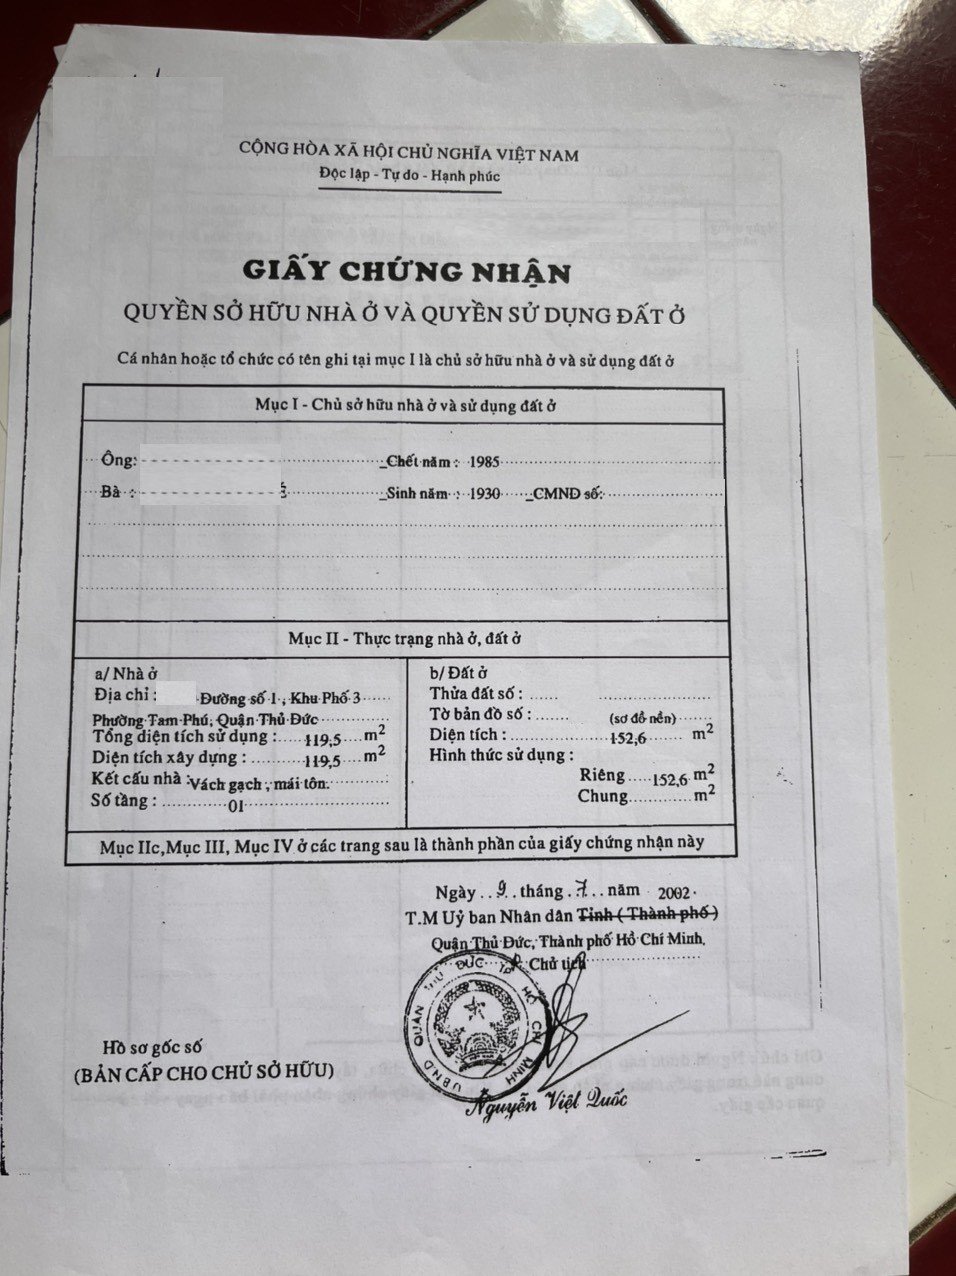 CỘNG HÒA XÃ HỘI CHỦ NGHĨA VIỆT NAM
Độc lập - Tự do - Hạnh phúc
GIẤY CHỨNG NHẬN
QUYỀN SỞ HỮU NHÀ Ở VÀ QUYỀN SỬ DỤNG ĐẤT Ở
Cá nhân hoặc tổ chức có tên ghi tại mục I là chủ sở hữu nhà ở và sử dụng đất ở
Mục I - Chủ sở hữu nhà ở và sử dụng đất ở
Ông: Chết năm : 1985
Bà : Sinh năm : 1930 CMND số:
Mục II - Thực trạng nhà ở, đất ở
a/ Nhà ở
Địa chỉ : Đường số 1 , Khu Phố 3
Phường Tam Phú, Quận Thủ Đức
Tổng diện tích sử dụng : 119,5 m²
Diện tích xây dựng : 119,5 m²
Kết cấu nhà : Vách gạch , mái tôn.
Số tầng : 01
b/ Đất ở
Thửa đất số :
Tờ bản đồ số : (sơ đồ nền)
Diện tích : 152,6 m²
Hình thức sử dụng :
Riêng 152,6 m²
Chung m²
Mục IIc, Mục III, Mục IV ở các trang sau là thành phần của giấy chứng nhận này
Ngày 9 tháng 7 năm 2002
T.M Uỷ ban Nhân dân Tỉnh ( Thành phố )
Quận Thủ Đức, Thành phố Hồ Chí Minh.
Chủ tịch
U.B.N.D QUẬN THỦ ĐỨC TP HỒ CHÍ MINH
Nguyễn Việt Quốc
Hồ sơ gốc số
(BẢN CẤP CHO CHỦ SỞ HỮU)